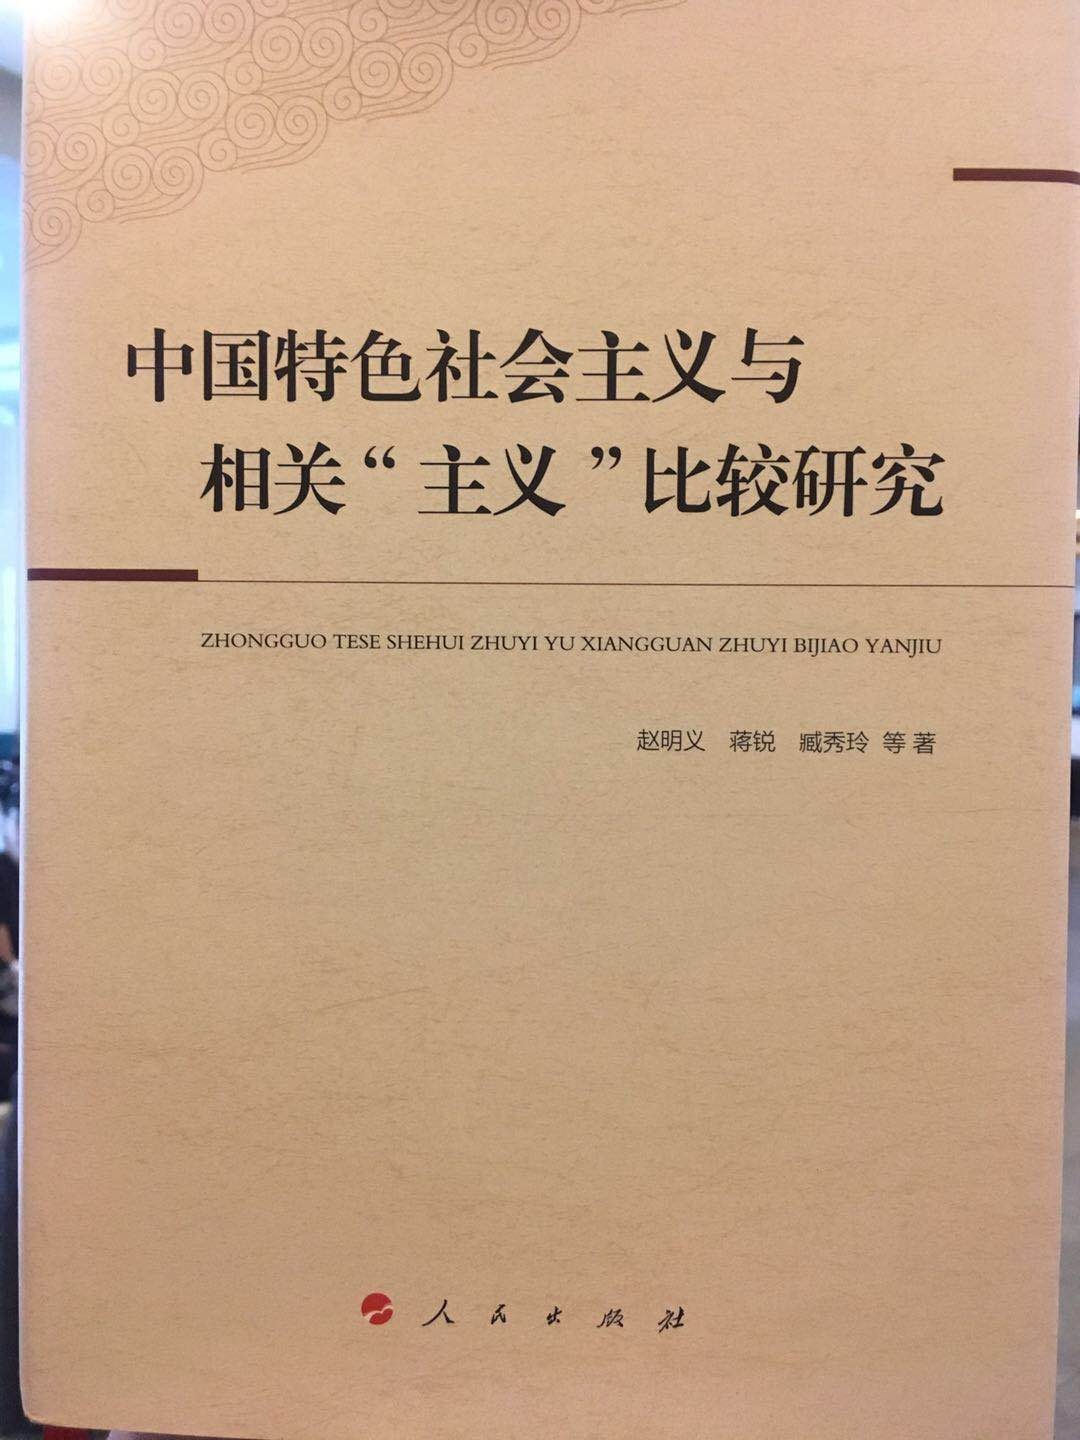 中国特色社会主义与
相关“主义”比较研究
ZHONGGUO TESE SHEHUI ZHUYI YU XIANGGUAN ZHUYI BIJIAO YANJIU
赵明义 蒋锐 臧秀玲 等著
人民出版社